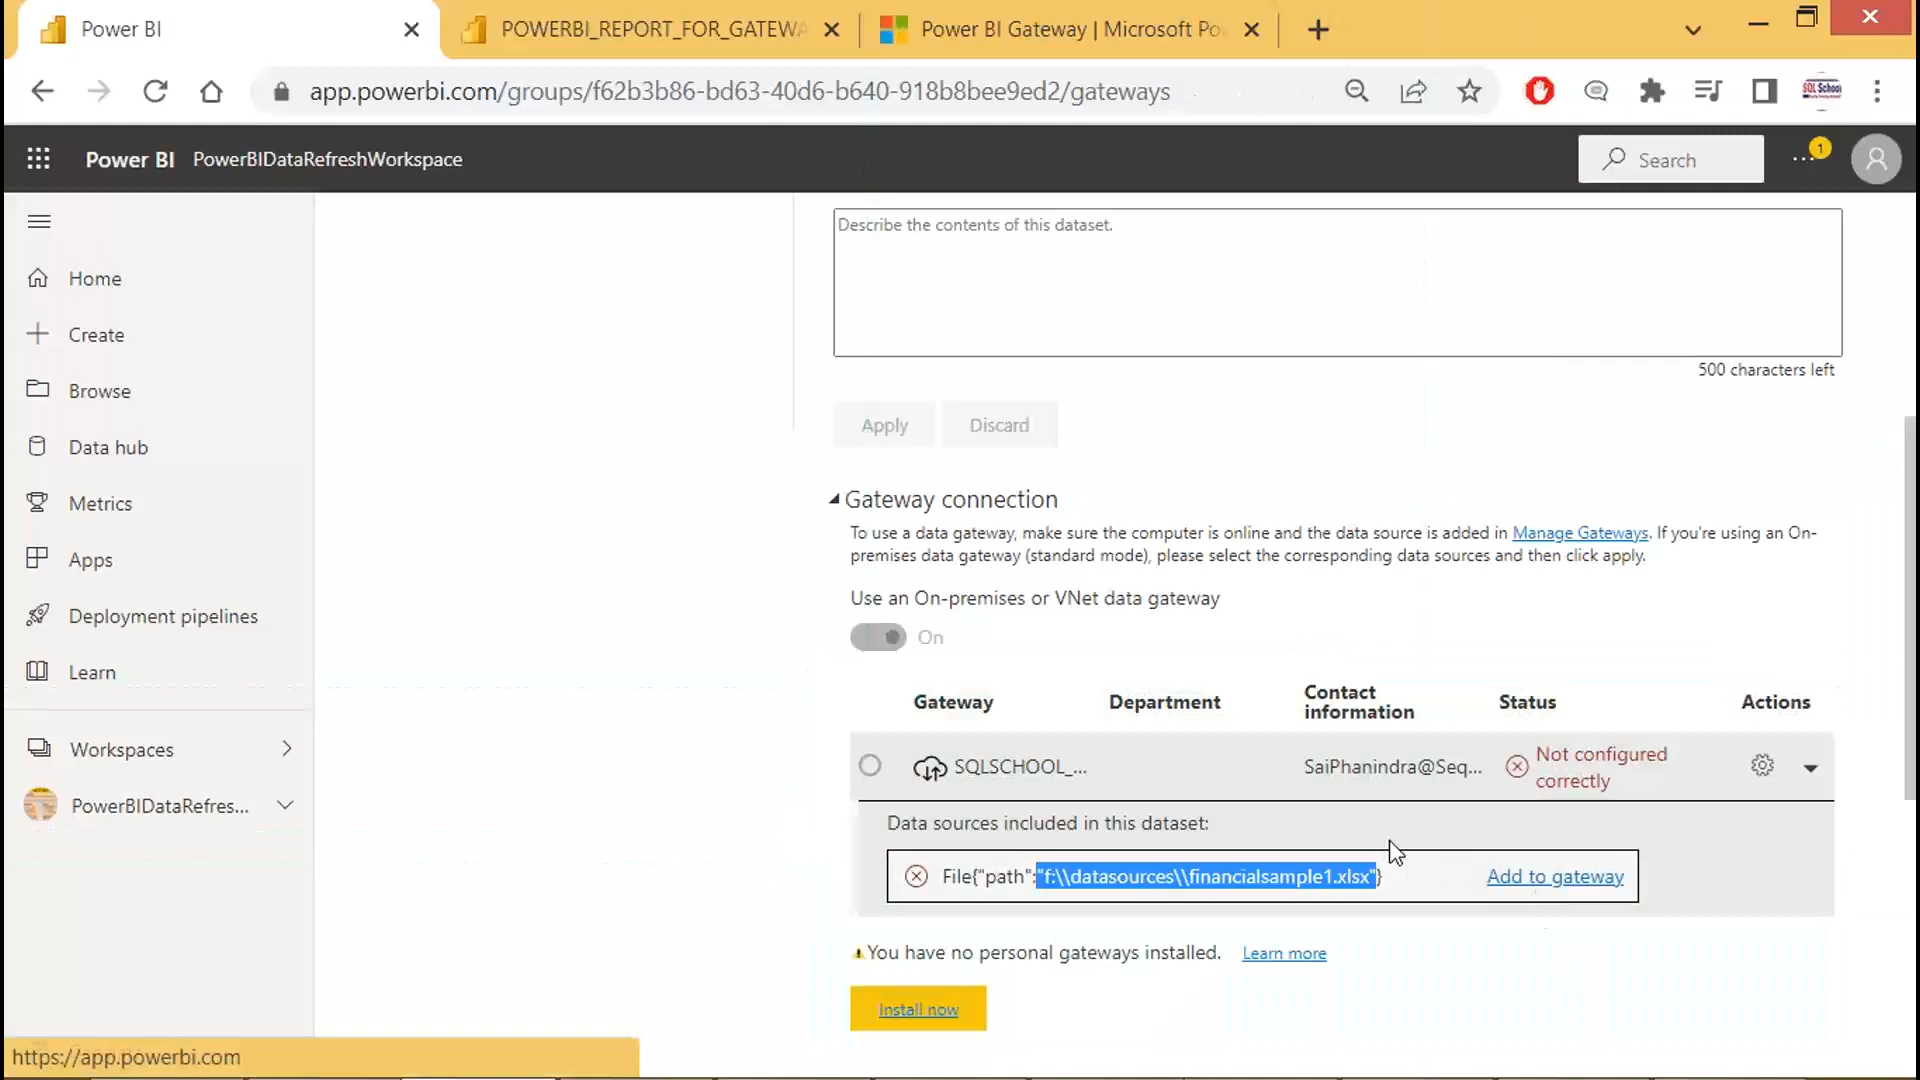 Power BI
POWERBI_REPORT_FOR_GATEWA
Power BI Gateway | Microsoft Po
app.powerbi.com/groups/f62b3b86-bd63-40d6-b640-918b8bee9ed2/gateways
SQL School
Power BI PowerBIDataRefreshWorkspace
Search
1
Home
Create
Browse
Data hub
Metrics
Apps
Deployment pipelines
Learn
Workspaces
PowerBIDataRefres...
Describe the contents of this dataset.
500 characters left
Apply Discard
Gateway connection
To use a data gateway, make sure the computer is online and the data source is added in Manage Gateways. If you're using an On-
premises data gateway (standard mode), please select the corresponding data sources and then click apply.
Use an On-premises or VNet data gateway
On
Gateway Department Contact information Status Actions
SQLSCHOOL_... SaiPhanindra@Seq... Not configured correctly
Data sources included in this dataset:
File{"path":"f:\\datasources\\financialsample1.xlsx"} Add to gateway
You have no personal gateways installed. Learn more
Install now
https://app.powerbi.com